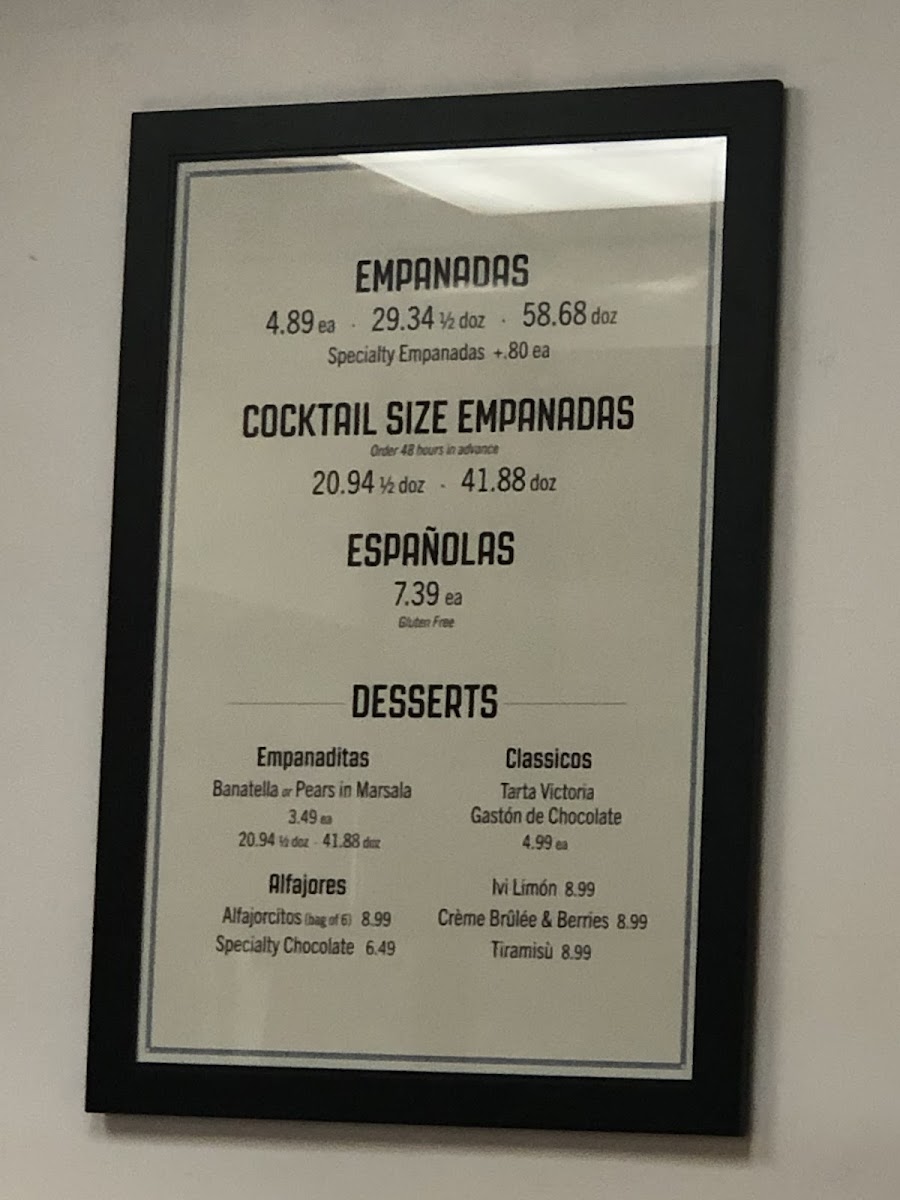 EMPANADAS
4.89 ea · 29.34 ½ doz · 58.68 doz
Specialty Empanadas +.80 ea
COCKTAIL SIZE EMPANADAS
Order 48 hours in advance
20.94 ½ doz · 41.88 doz
ESPAÑOLAS
7.39 ea
Gluten Free
DESSERTS
Empanaditas
Banatella or Pears in Marsala
3.49 ea
20.94 ½ doz · 41.88 doz
Alfajores
Alfajorcitos (bag of 6) 8.99
Specialty Chocolate 6.49
Classicos
Tarta Victoria
Gastón de Chocolate
4.99 ea
Ivi Limón 8.99
Crème Brûlée & Berries 8.99
Tiramisù 8.99